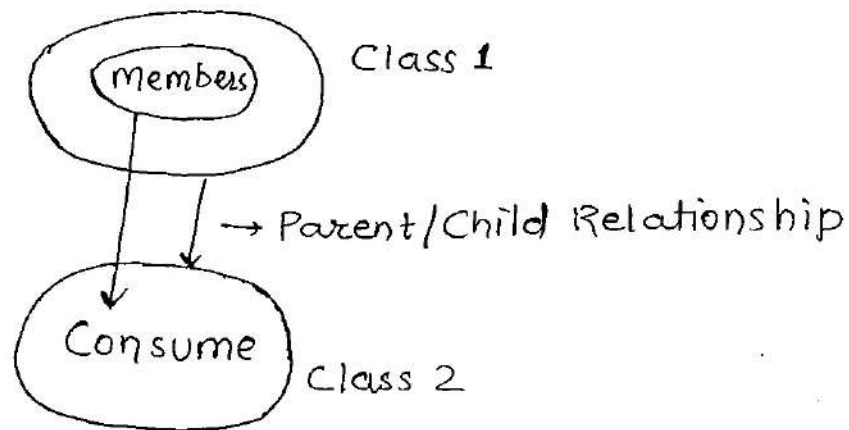 Class 1
Members
→ Parent/Child Relationship
Consume
Class 2